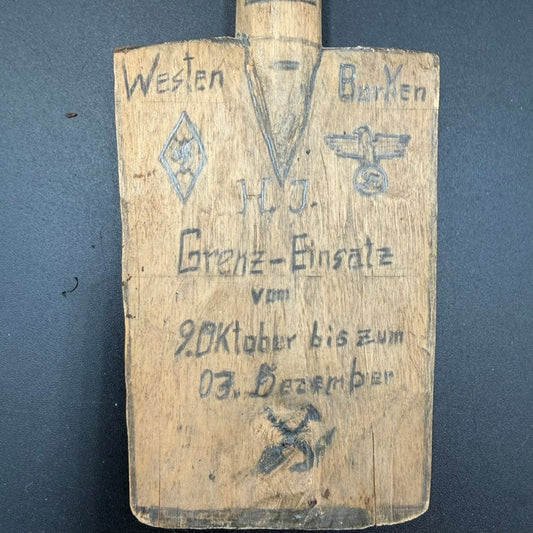 Westen Borken
H. J.
Grenz-Einsatz
vom
9. Oktober bis zum
03. Dezember